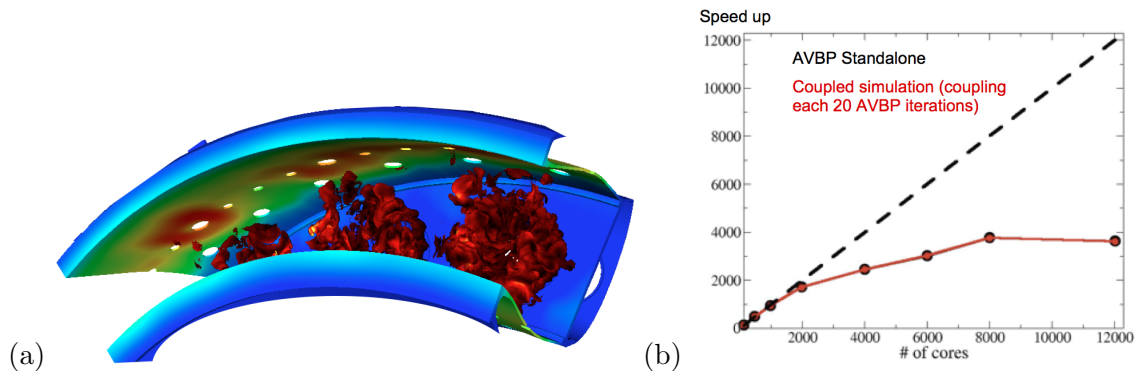 Speed up
12000
AVBP Standalone
Coupled simulation (coupling
each 20 AVBP iterations)
10000
8000
6000
4000
2000
0
2000 4000 6000 8000 10000 12000
# of cores
(a)
(b)